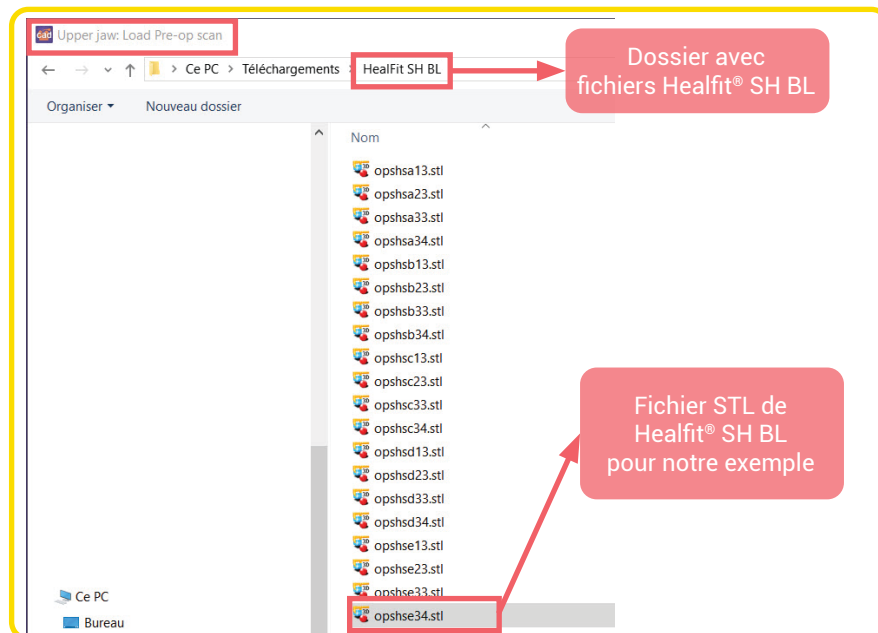 cad Upper jaw: Load Pre-op scan
Ce PC > Téléchargements > HealFit SH BL
Dossier avec
fichiers Healfit® SH BL
Organiser Nouveau dossier
Nom
opshsa13.stl
opshsa23.stl
opshsa33.stl
opshsa34.stl
opshsb13.stl
opshsb23.stl
opshsb33.stl
opshsb34.stl
opshsc13.stl
opshsc23.stl
opshsc33.stl
opshsc34.stl
opshsd13.stl
opshsd23.stl
opshsd33.stl
opshsd34.stl
opshse13.stl
opshse23.stl
opshse33.stl
opshse34.stl
Fichier STL de
Healfit® SH BL
pour notre exemple
Ce PC
Bureau